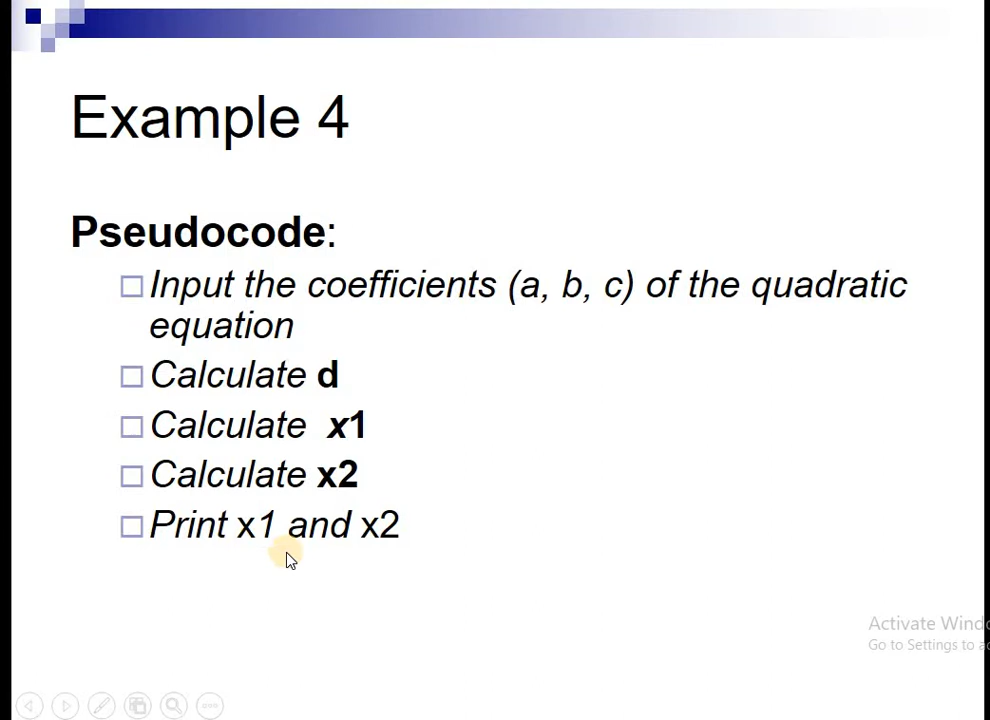 Example 4
Pseudocode:
Input the coefficients (a, b, c) of the quadratic
equation
Calculate d
Calculate x1
Calculate x2
Print x1 and x2
Activate Windo
Go to Settings to a